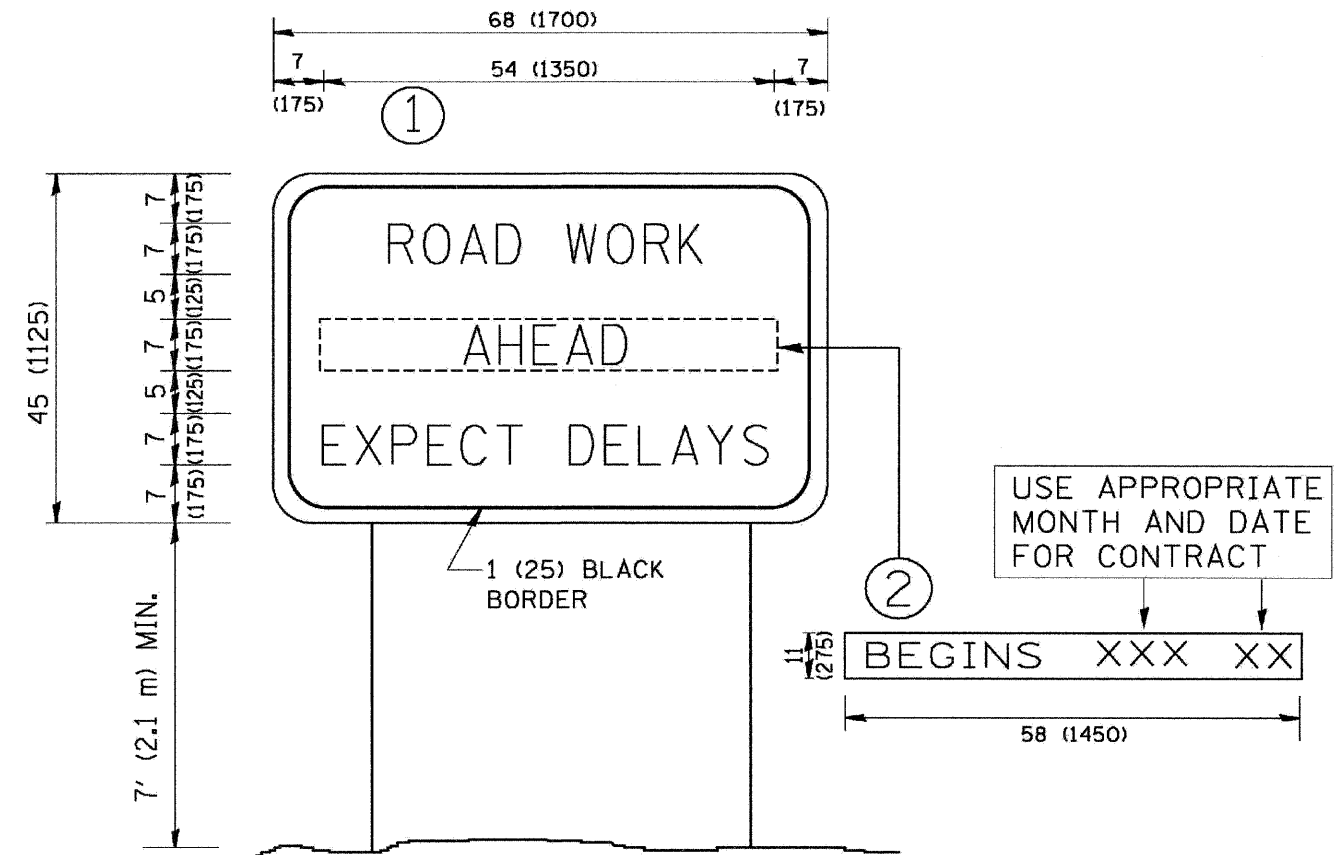 68 (1700)
7
54 (1350)
7
(175)
(175)
1
45 (1125)
7
(175)
7
(175)
5
(125)
7
(175)
5
(125)
7
(175)
7
(175)
ROAD WORK
AHEAD
EXPECT DELAYS
1 (25) BLACK
BORDER
7' (2.1 m) MIN.
USE APPROPRIATE
MONTH AND DATE
FOR CONTRACT
2
11
(275)
BEGINS XXX XX
58 (1450)